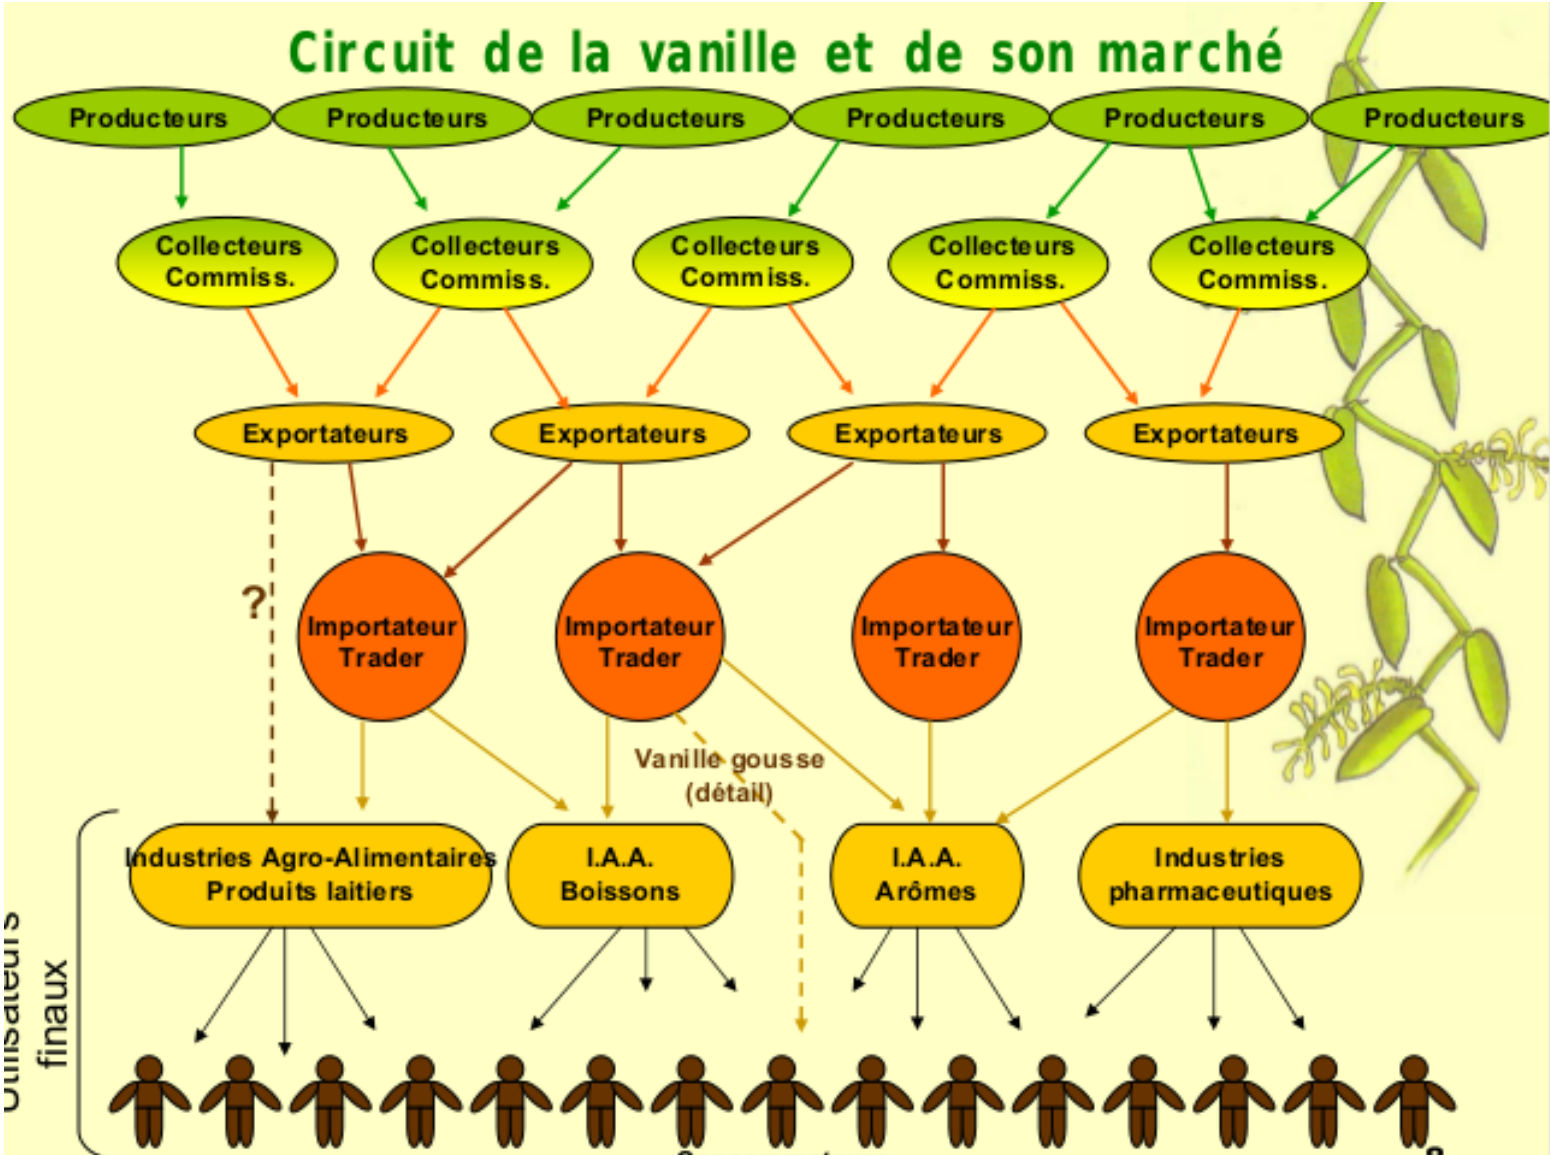 Circuit de la vanille et de son marché
Producteurs Producteurs Producteurs Producteurs Producteurs Producteurs
Collecteurs Collecteurs Collecteurs Collecteurs Collecteurs
Commiss. Commiss. Commiss. Commiss. Commiss.
Exportateurs Exportateurs Exportateurs Exportateurs
?
Importateur Importateur Importateur Importateur
Trader Trader Trader Trader
Vanille gousse
(détail)
Industries Agro-Alimentaires I.A.A. I.A.A. Industries
Produits laitiers Boissons Arômes pharmaceutiques
Utilisateurs
finaux
8